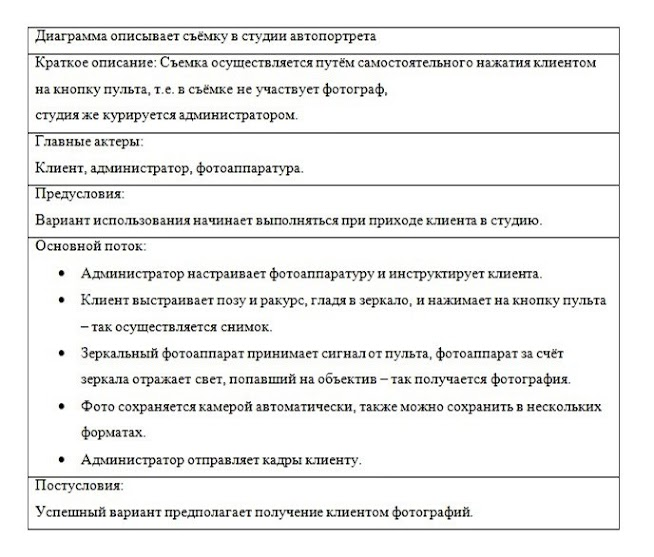 Диаграмма описывает съёмку в студии автопортрета
Краткое описание: Съемка осуществляется путём самостоятельного нажатия клиентом
на кнопку пульта, т.е. в съёмке не участвует фотограф,
студия же курируется администратором.
Главные актеры:
Клиент, администратор, фотоаппаратура.
Предусловия:
Вариант использования начинает выполняться при приходе клиента в студию.
Основной поток:
• Администратор настраивает фотоаппаратуру и инструктирует клиента.
• Клиент выстраивает позу и ракурс, гладя в зеркало, и нажимает на кнопку пульта
– так осуществляется снимок.
• Зеркальный фотоаппарат принимает сигнал от пульта, фотоаппарат за счёт
зеркала отражает свет, попавший на объектив – так получается фотография.
• Фото сохраняется камерой автоматически, также можно сохранить в нескольких
форматах.
• Администратор отправляет кадры клиенту.
Постусловия:
Успешный вариант предполагает получение клиентом фотографий.